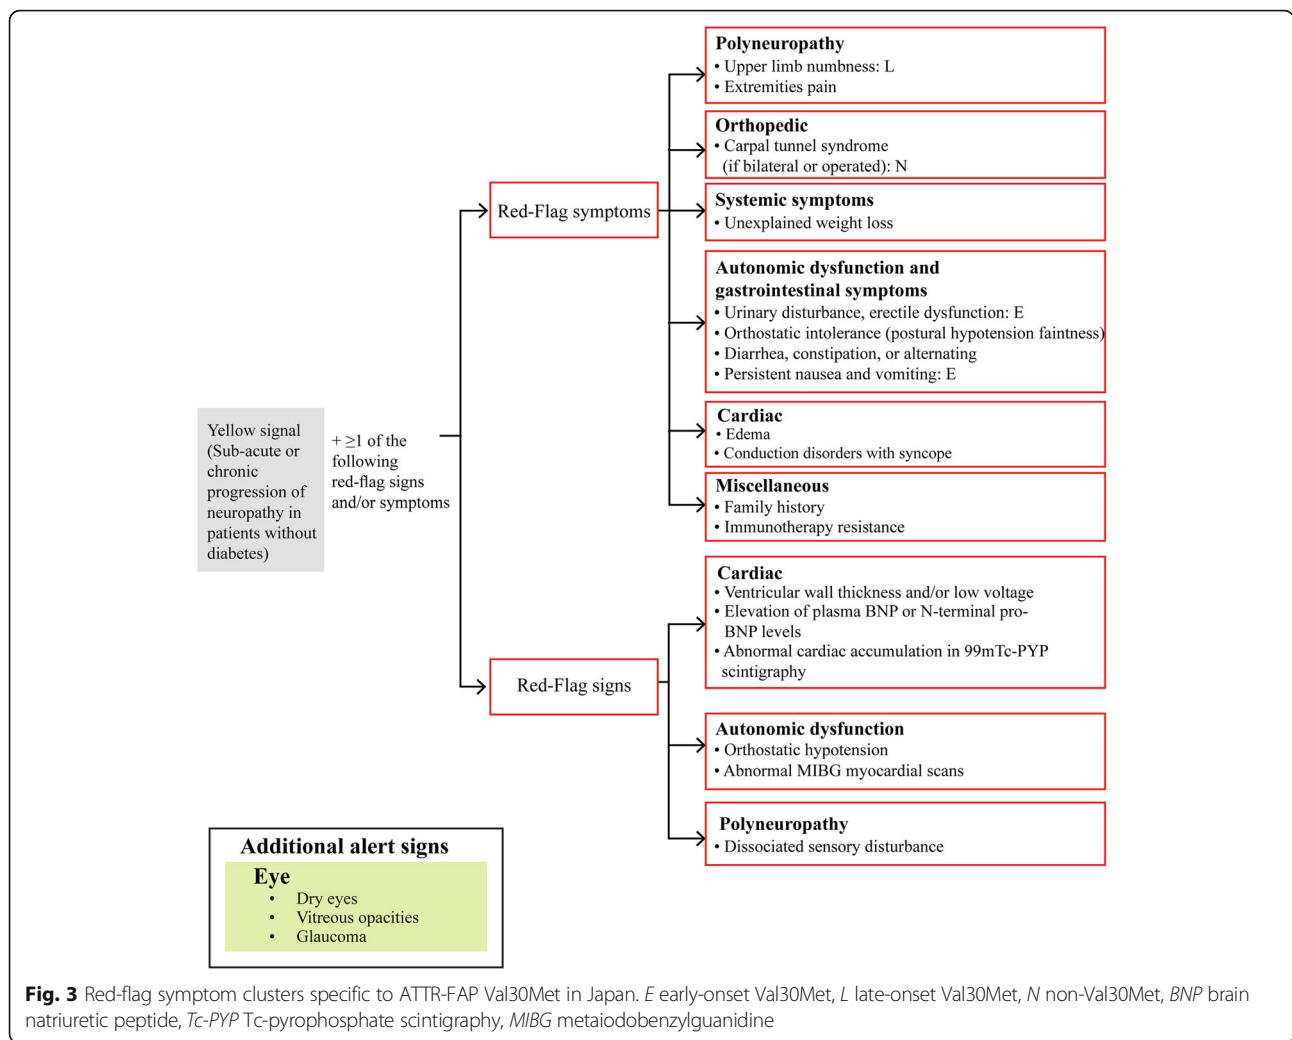 Yellow signal
(Sub-acute or
chronic
progression of
neuropathy in
patients without
diabetes)
+ ≥1 of the
following
red-flag signs
and/or symptoms
Red-Flag symptoms
Polyneuropathy
• Upper limb numbness: L
• Extremities pain
Orthopedic
• Carpal tunnel syndrome
(if bilateral or operated): N
Systemic symptoms
• Unexplained weight loss
Autonomic dysfunction and
gastrointestinal symptoms
• Urinary disturbance, erectile dysfunction: E
• Orthostatic intolerance (postural hypotension faintness)
• Diarrhea, constipation, or alternating
• Persistent nausea and vomiting: E
Cardiac
• Edema
• Conduction disorders with syncope
Miscellaneous
• Family history
• Immunotherapy resistance
Red-Flag signs
Cardiac
• Ventricular wall thickness and/or low voltage
• Elevation of plasma BNP or N-terminal pro-
BNP levels
• Abnormal cardiac accumulation in 99mTc-PYP
scintigraphy
Autonomic dysfunction
• Orthostatic hypotension
• Abnormal MIBG myocardial scans
Polyneuropathy
• Dissociated sensory disturbance
Additional alert signs
Eye
• Dry eyes
• Vitreous opacities
• Glaucoma
Fig. 3 Red-flag symptom clusters specific to ATTR-FAP Val30Met in Japan. E early-onset Val30Met, L late-onset Val30Met, N non-Val30Met, BNP brain
natriuretic peptide, Tc-PYP Tc-pyrophosphate scintigraphy, MIBG metaiodobenzylguanidine